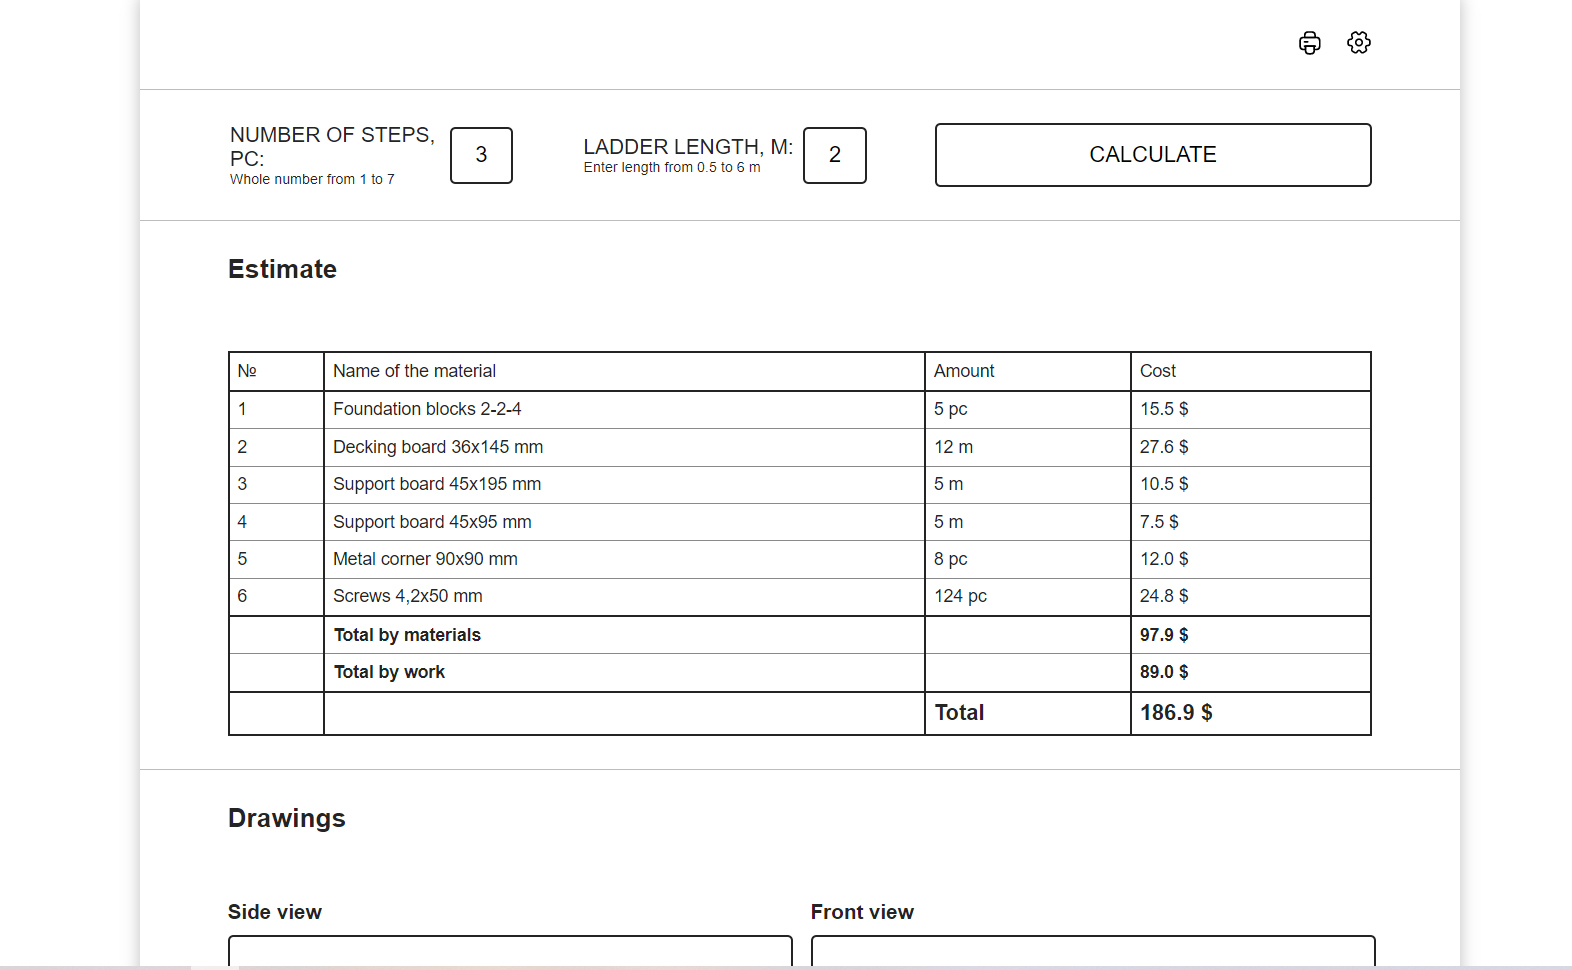 NUMBER OF STEPS,
PC:
Whole number from 1 to 7
3
LADDER LENGTH, M:
Enter length from 0.5 to 6 m
2
CALCULATE
Estimate
№ Name of the material Amount Cost
1 Foundation blocks 2-2-4 5 pc 15.5 $
2 Decking board 36x145 mm 12 m 27.6 $
3 Support board 45x195 mm 5 m 10.5 $
4 Support board 45x95 mm 5 m 7.5 $
5 Metal corner 90x90 mm 8 pc 12.0 $
6 Screws 4,2x50 mm 124 pc 24.8 $
Total by materials 97.9 $
Total by work 89.0 $
Total 186.9 $
Drawings
Side view
Front view